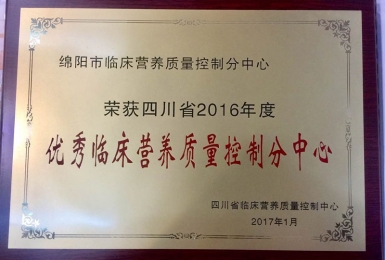 绵阳市临床营养质量控制分中心
荣获四川省2016年度
优秀临床营养质量控制分中心
四川省临床营养质量控制中心
2017年1月